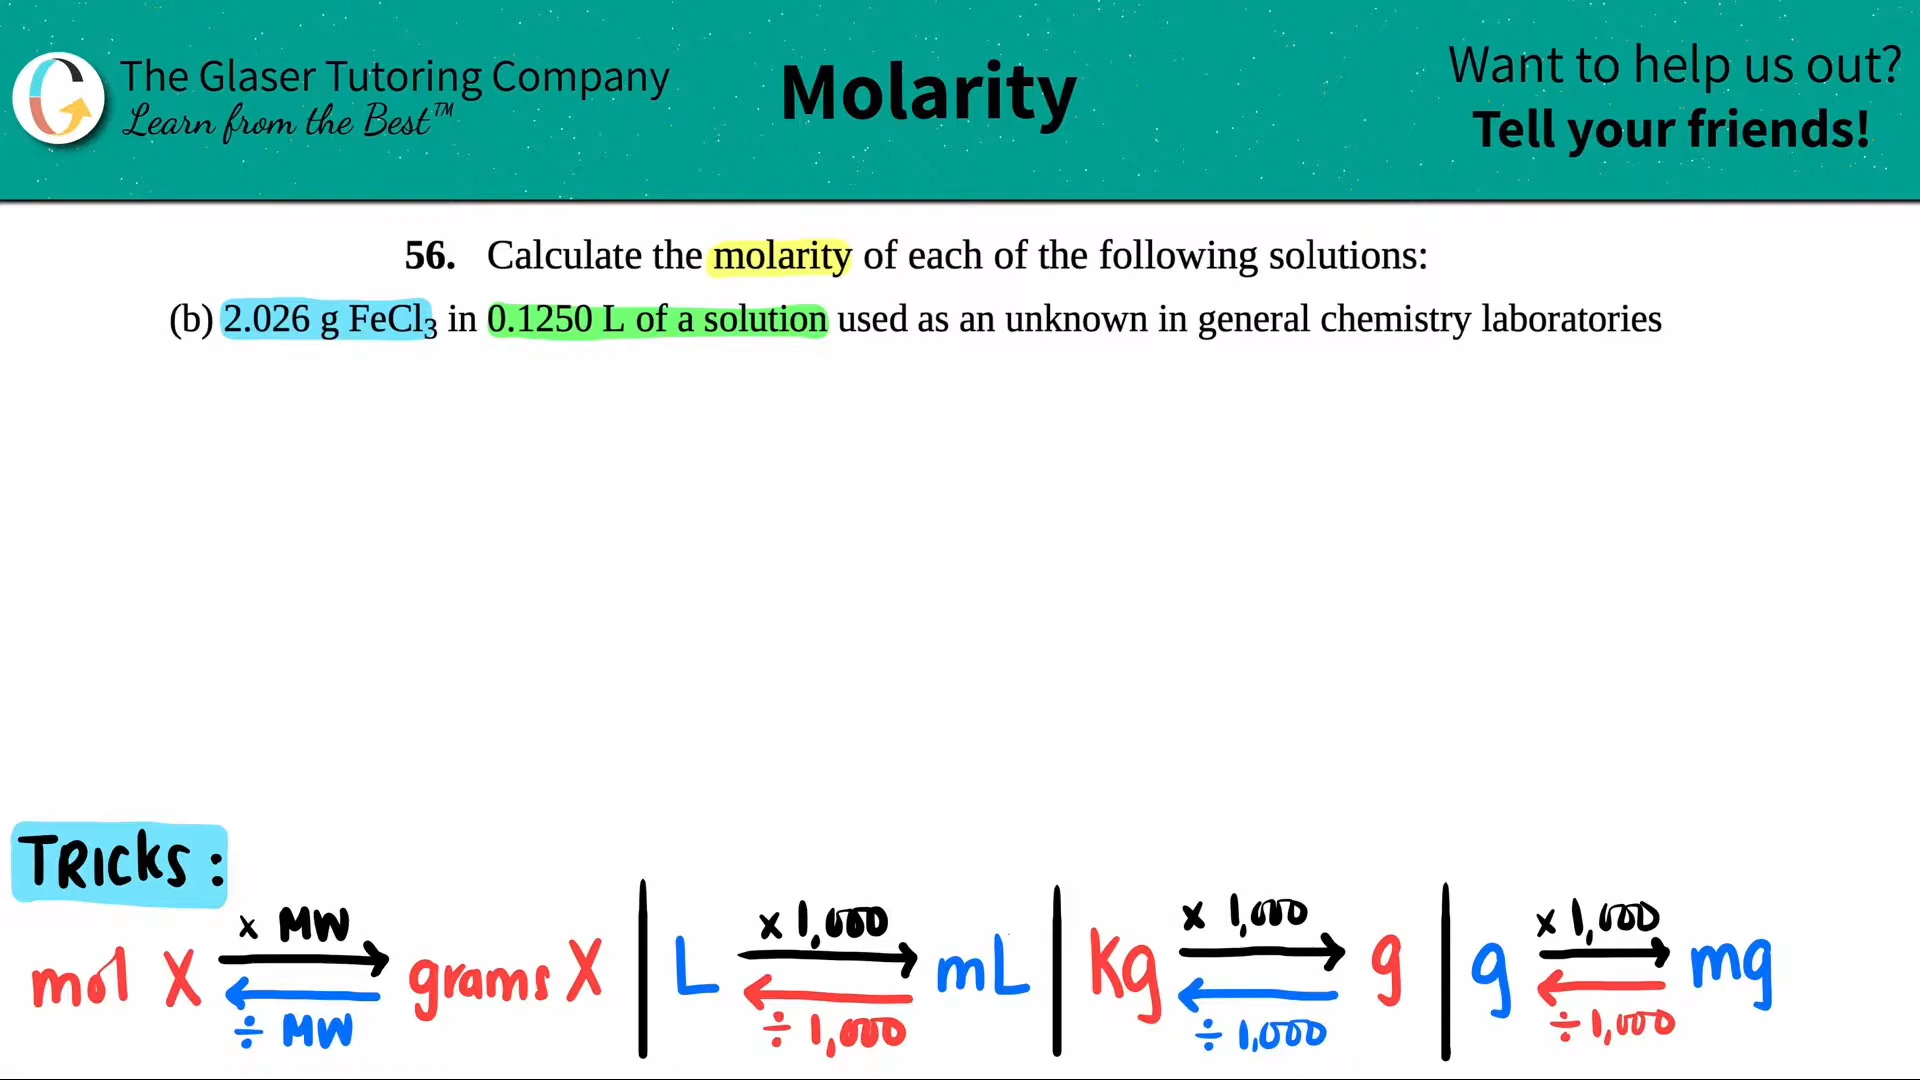 The Glaser Tutoring Company
Learn from the Best™
Molarity
Want to help us out?
Tell your friends!
56. Calculate the molarity of each of the following solutions:
(b) 2.026 g FeCl₃ in 0.1250 L of a solution used as an unknown in general chemistry laboratories
TRICKS:
x MW
mol X grams X
÷ MW
x 1,000
L mL
÷ 1,000
x 1,000
Kg g
÷ 1,000
x 1,000
g mg
÷ 1,000